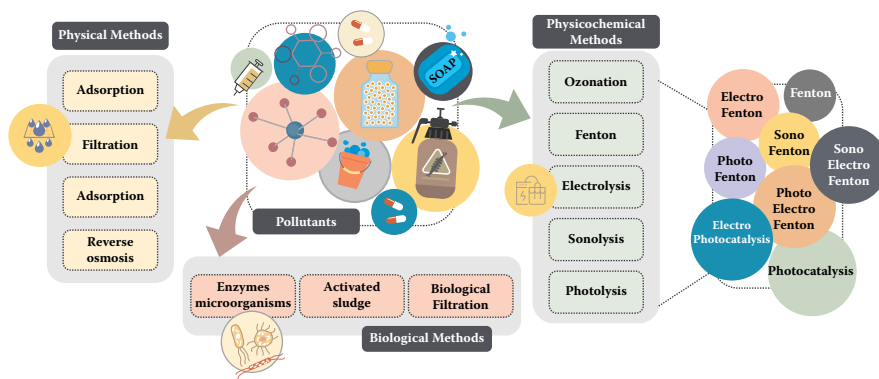 Physical Methods
Adsorption
Filtration
Adsorption
Reverse
osmosis
SOAP
Pollutants
Enzymes
microorganisms
Activated
sludge
Biological
Filtration
Biological Methods
Physicochemical
Methods
Ozonation
Fenton
Electrolysis
Sonolysis
Photolysis
Electro
Fenton
Fenton
Sono
Fenton
Sono
Electro
Fenton
Photo
Fenton
Photo
Electro
Fenton
Electro
Photocatalysis
Photocatalysis